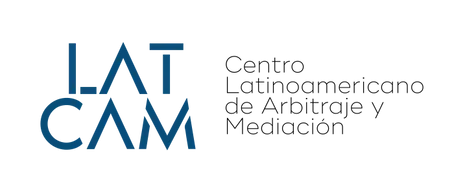 LAT
CAM
Centro
Latinoamericano
de Arbitraje y
Mediación